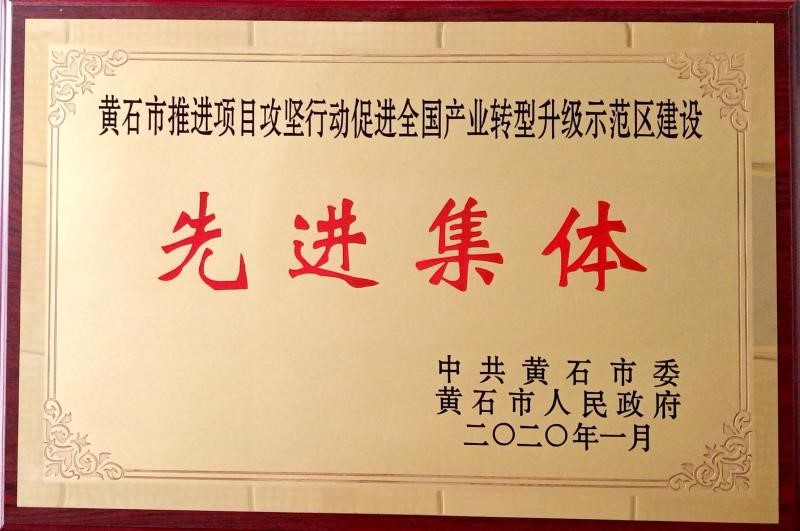 黄石市推进项目攻坚行动促进全国产业转型升级示范区建设
先进集体
中共黄石市委
黄石市人民政府
二〇二〇年一月